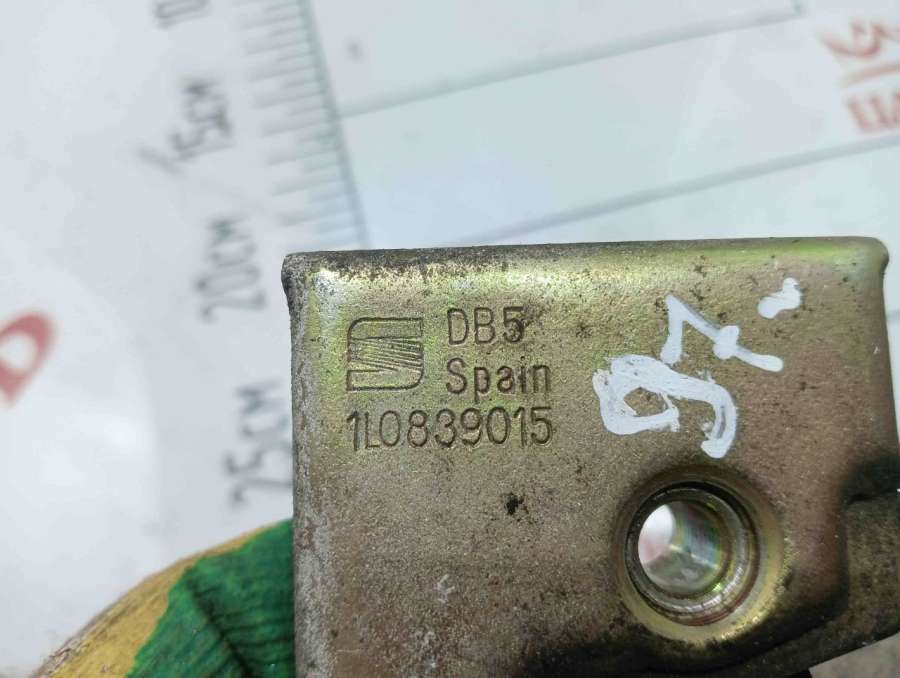 15CM
20CM
25CM
DB5
Spain
1L0839015
97.